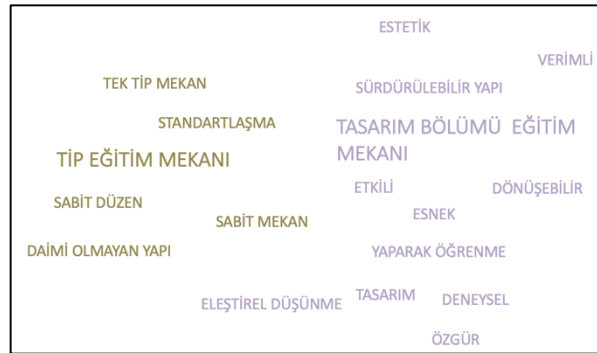 ESTETİK
VERİMLİ
TEK TİP MEKAN
SÜRDÜRÜLEBİLİR YAPI
STANDARTLAŞMA
TASARIM BÖLÜMÜ EĞİTİM
MEKANI
TİP EĞİTİM MEKANI
ETKİLİ
DÖNÜŞEBİLİR
SABİT DÜZEN
ESNEK
SABİT MEKAN
DAİMİ OLMAYAN YAPI
YAPARAK ÖĞRENME
ELEŞTİREL DÜŞÜNME
TASARIM
DENEYSEL
ÖZGÜR